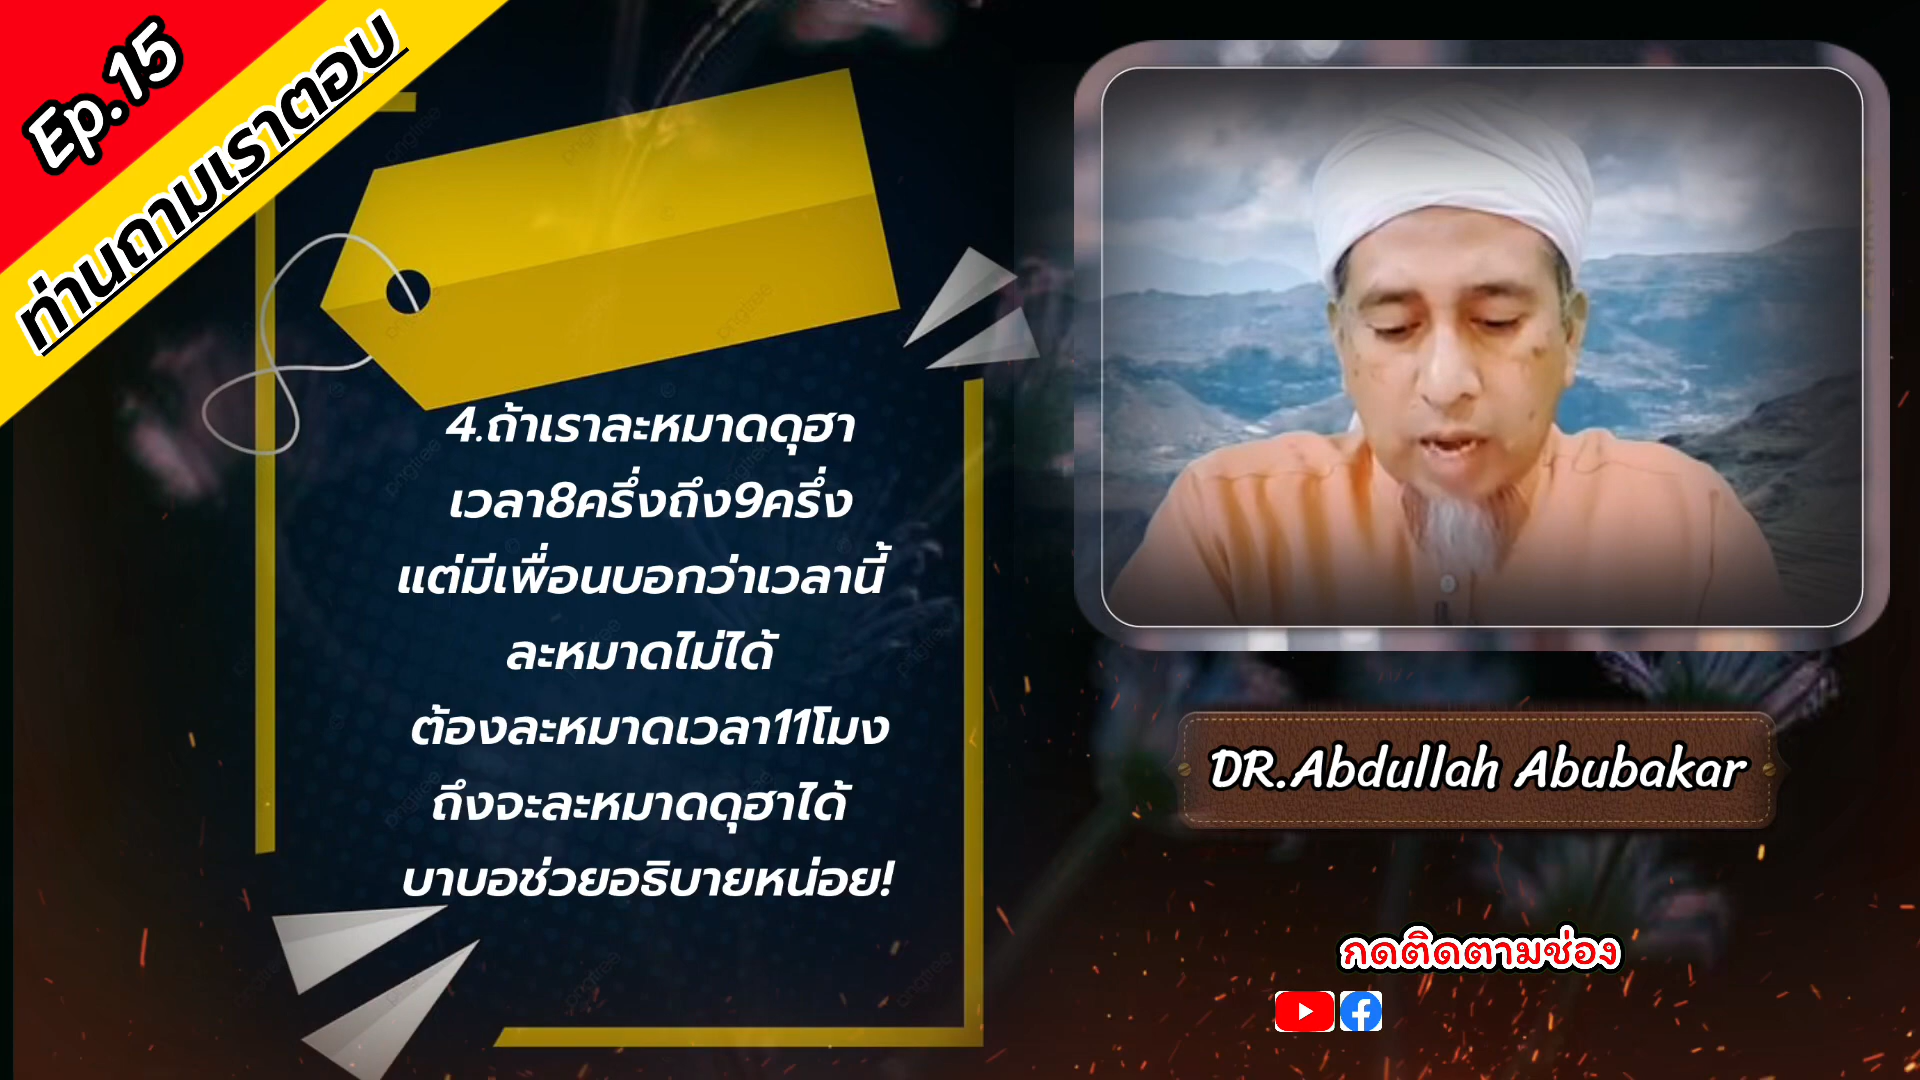 Ep.15
ท่านถามเราตอบ
4.ถ้าเราละหมาดดุฮา
เวลา8ครึ่งถึง9ครึ่ง
แต่มีเพื่อนบอกว่าเวลานี้
ละหมาดไม่ได้
ต้องละหมาดเวลา11โมง
ถึงจะละหมาดดุฮาได้
บาบอช่วยอธิบายหน่อย!
DR.Abdullah Abubakar
กดติดตามช่อง